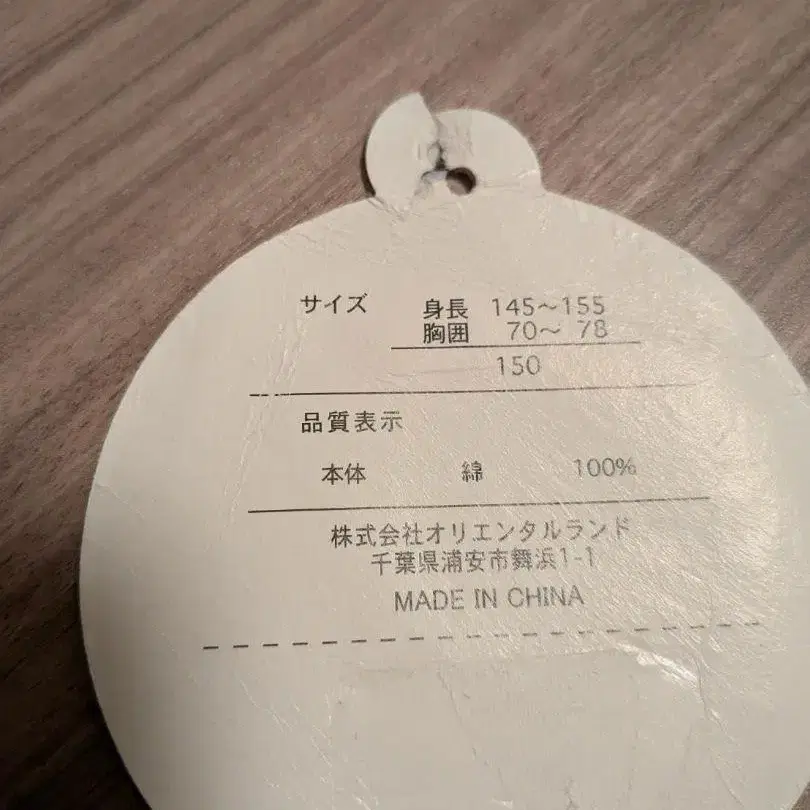 サイズ 身長 145～155
胸囲 70～ 78
150
品質表示
本体 綿 100%
株式会社オリエンタルランド
千葉県浦安市舞浜1-1
MADE IN CHINA